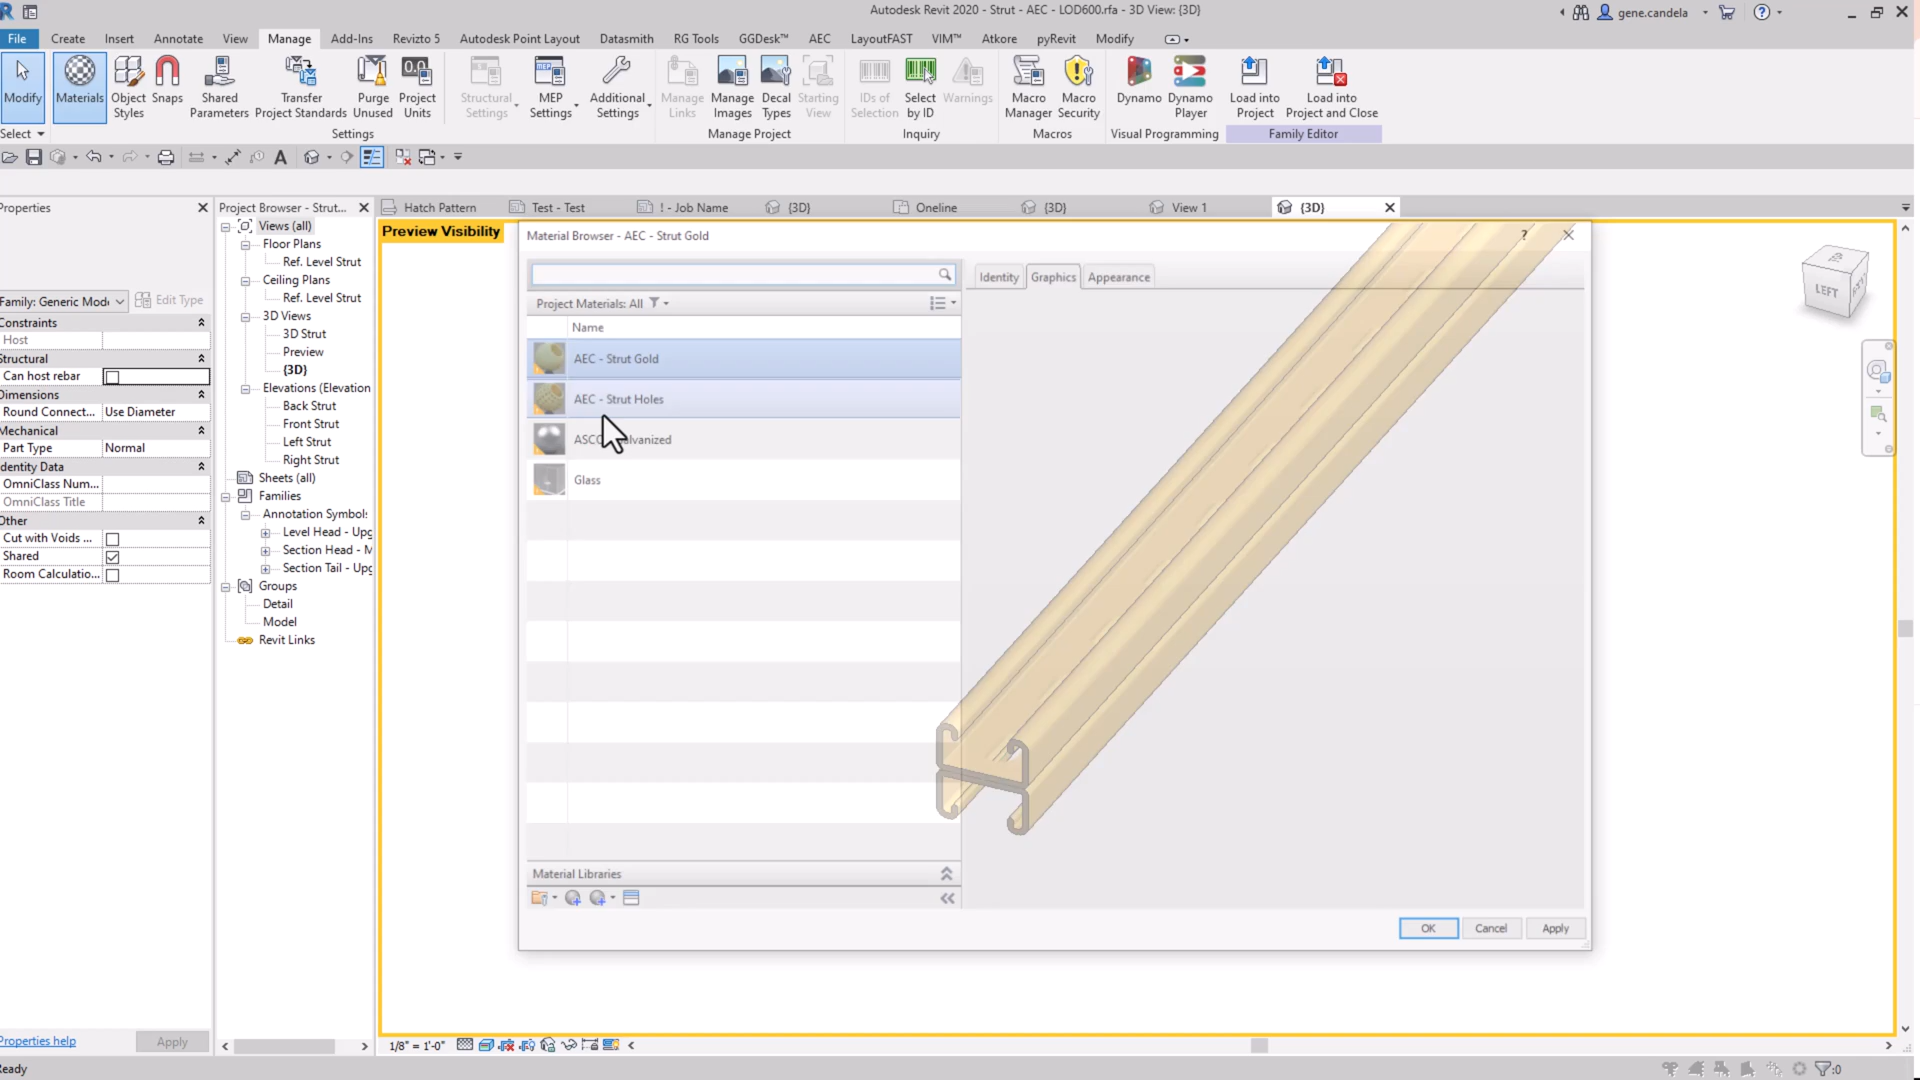 Autodesk Revit 2020 - Strut - AEC - LOD600.rfa - 3D View: {3D}
gene.candela
File Create Insert Annotate View Manage Add-Ins Revizto 5 Autodesk Point Layout Datasmith RG Tools GGDesk™ AEC LayoutFAST VIM™ Atkore pyRevit Modify
Modify
Materials
Object Styles
Snaps
Shared Parameters
Transfer Project Standards
Purge Unused
Project Units
Structural Settings
MEP Settings
Additional Settings
Manage Links
Manage Images
Decal Types
Starting View
IDs of Selection
Select by ID
Warnings
Macro Manager
Macro Security
Dynamo
Dynamo Player
Load into Project
Load into Project and Close
Select
Settings
Manage Project
Inquiry
Macros
Visual Programming
Family Editor
Properties
Family: Generic Mode
Edit Type
Constraints
Host
Structural
Can host rebar
Dimensions
Round Connect... Use Diameter
Mechanical
Part Type Normal
dentity Data
OmniClass Num...
OmniClass Title
Other
Cut with Voids ...
Shared
Room Calculatio...
Properties help
Apply
Project Browser - Strut...
Views (all)
Floor Plans
Ref. Level Strut
Ceiling Plans
Ref. Level Strut
3D Views
3D Strut
Preview
{3D}
Elevations (Elevation
Back Strut
Front Strut
Left Strut
Right Strut
Sheets (all)
Families
Annotation Symbol:
Level Head - Upg
Section Head - M
Section Tail - Upg
Groups
Detail
Model
Revit Links
Hatch Pattern
Test - Test
! - Job Name
{3D}
Oneline
{3D}
View 1
{3D}
Preview Visibility
LEFT
Material Browser - AEC - Strut Gold
?
Project Materials: All
Name
AEC - Strut Gold
AEC - Strut Holes
ASCO lvanized
Glass
Material Libraries
Identity
Graphics
Appearance
OK
Cancel
Apply
1/8" = 1'-0"
eady
:0